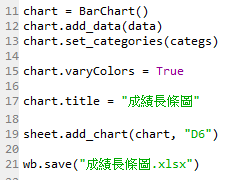 11 chart = BarChart()
12 chart.add_data(data)
13 chart.set_categories(categs)
14
15 chart.varyColors = True
16
17 chart.title = "成績長條圖"
18
19 sheet.add_chart(chart, "D6")
20
21 wb.save("成績長條圖.xlsx")